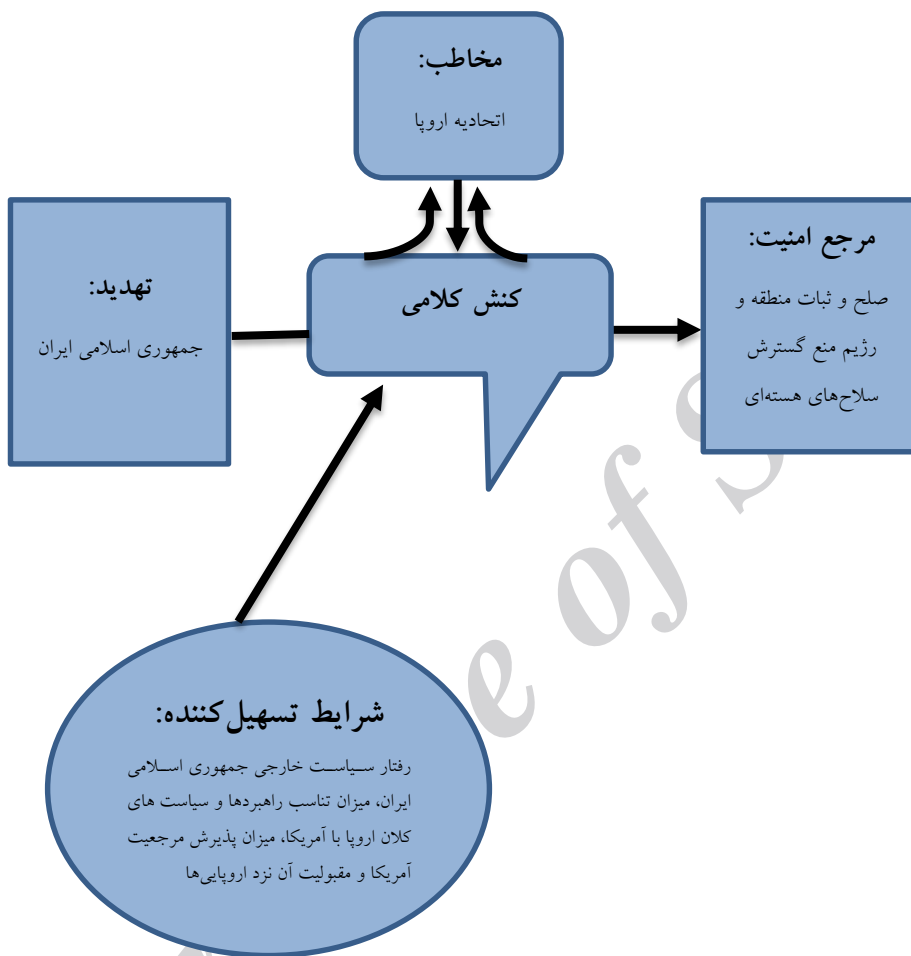 مخاطب:
اتحادیه اروپا
مرجع امنیت:
صلح و ثبات منطقه و
رژیم منع گسترش
سلاح‌های هسته‌ای
کنش کلامی
تهدید:
جمهوری اسلامی ایران
شرایط تسهیل‌کننده:
رفتار سیاست خارجی جمهوری اسلامی
ایران، میزان تناسب راهبردها و سیاست های
کلان اروپا با آمریکا، میزان پذیرش مرجعیت
آمریکا و مقبولیت آن نزد اروپایی‌ها
e of S